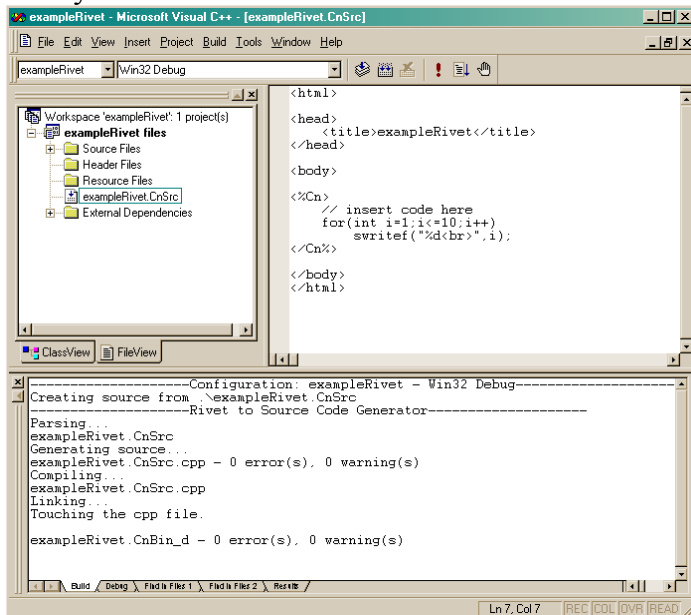 exampleRivet - Microsoft Visual C++ - [exampleRivet.CnSrc]
File Edit View Insert Project Build Tools Window Help
exampleRivet Win32 Debug
Workspace 'exampleRivet': 1 project(s)
exampleRivet files
Source Files
Header Files
Resource Files
exampleRivet.CnSrc
External Dependencies
ClassView FileView
<html>
<head>
<title>exampleRivet</title>
</head>
<body>
<%Cn>
// insert code here
for(int i=1;i<=10;i++)
swritef("%d<br>",i);
</Cn%>
</body>
</html>
--------------------Configuration: exampleRivet - Win32 Debug--------------------
Creating source from .\exampleRivet.CnSrc
--------------------Rivet to Source Code Generator--------------------
Parsing...
exampleRivet.CnSrc
Generating source...
exampleRivet.CnSrc.cpp - 0 error(s), 0 warning(s)
Compiling...
exampleRivet.CnSrc.cpp
Linking...
Touching the cpp file.
exampleRivet.CnBin_d - 0 error(s), 0 warning(s)
Build Debug Find in Files 1 Find in Files 2 Results
Ln 7, Col 7 REC COL OVR READ